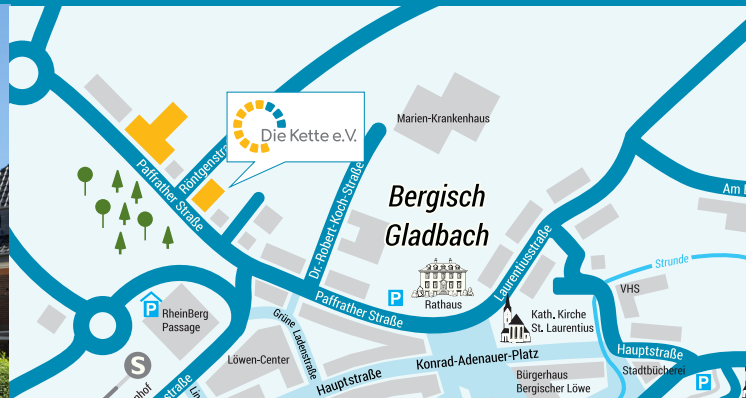 Marien-Krankenhaus
Die Kette e.V.
Paffrather Straße
Dr.-Robert-Koch-Straße
Bergisch
Gladbach
Am
Laurentiusstraße
Strunde
P
Rathaus
VHS
Paffrather Straße
P
RheinBerg
Passage
Kath. Kirche
St. Laurentius
Grüne Ladenstraße
Löwen-Center
Konrad-Adenauer-Platz
Hauptstraße
S
Hauptstraße
Stadtbücherei
Bürgerhaus
Bergischer Löwe
P